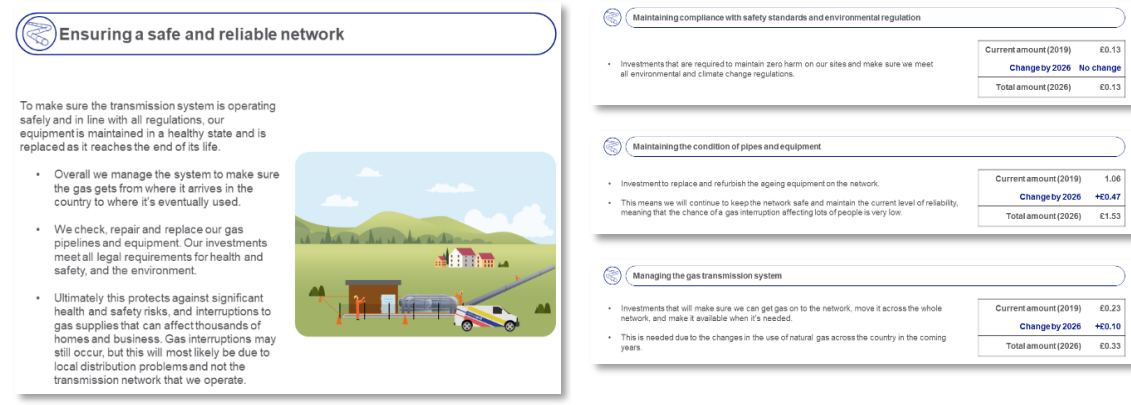 Ensuring a safe and reliable network
To make sure the transmission system is operating
safely and in line with all regulations, our
equipment is maintained in a healthy state and is
replaced as it reaches the end of its life.
• Overall we manage the system to make sure
the gas gets from where it arrives in the
country to where it's eventually used.
• We check, repair and replace our gas
pipelines and equipment. Our investments
meet all legal requirements for health and
safety, and the environment.
• Ultimately this protects against significant
health and safety risks, and interruptions to
gas supplies that can affect thousands of
homes and business. Gas interruptions may
still occur, but this will most likely be due to
local distribution problems and not the
transmission network that we operate.
Maintaining compliance with safety standards and environmental regulation
• Investments that are required to maintain zero harm on our sites and make sure we meet
all environmental and climate change regulations.
Current amount (2019) £0.13
Change by 2026 No change
Total amount (2026) £0.13
Maintaining the condition of pipes and equipment
• Investment to replace and refurbish the ageing equipment on the network.
• This means we will continue to keep the network safe and maintain the current level of reliability,
meaning that the chance of a gas interruption affecting lots of people is very low.
Current amount (2019) 1.06
Change by 2026 +£0.47
Total amount (2026) £1.53
Managing the gas transmission system
• Investments that will make sure we can get gas on to the network, move it across the whole
network, and make it available when it's needed.
• This is needed due to the changes in the use of natural gas across the country in the coming
years.
Current amount (2019) £0.23
Change by 2026 +£0.10
Total amount (2026) £0.33